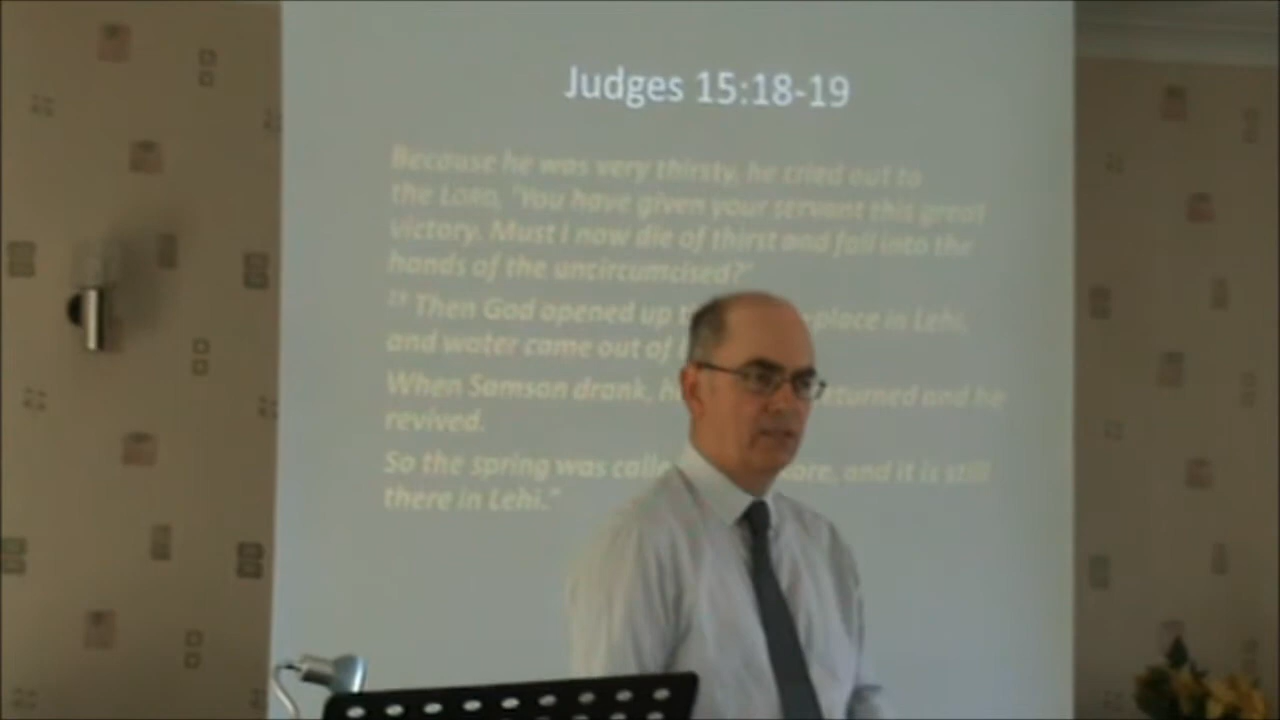 Judges 15:18-19
Because he was very thirsty, he cried out to
the LORD, "You have given your servant this great
victory. Must I now die of thirst and fall into the
hands of the uncircumcised?"
19 Then God opened up place in Lehi,
and water came out of
When Samson drank, returned and he
revived.
So the spring was and it is still
there in Lehi."